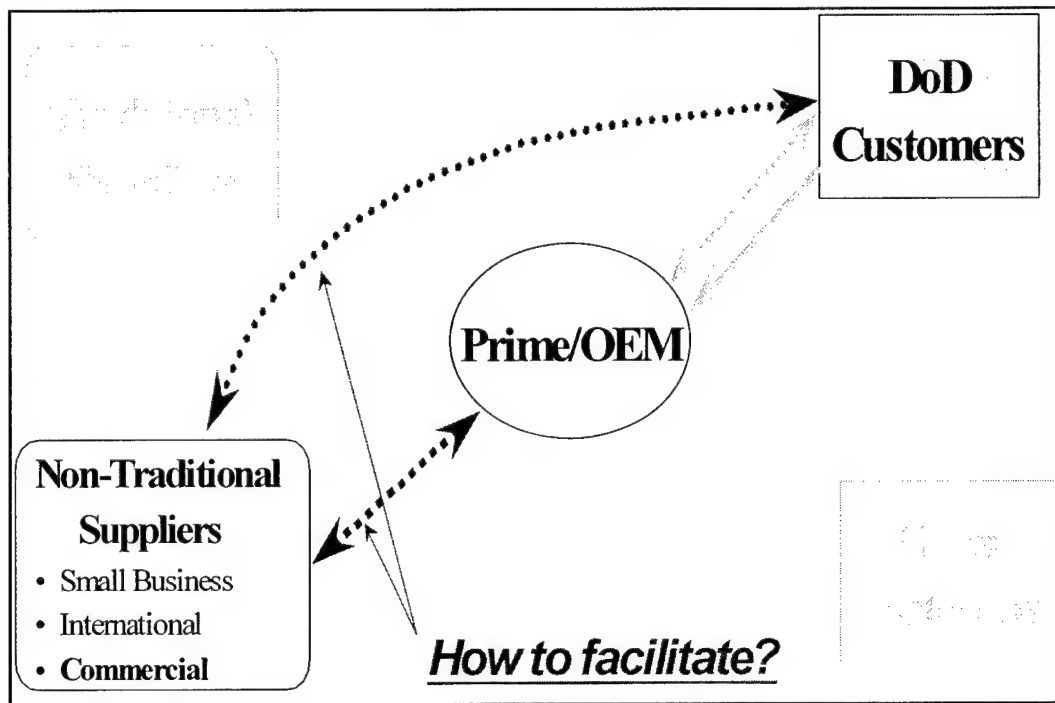 DoD
Customers
Prime/OEM
Non-Traditional
Suppliers
• Small Business
• International
• Commercial
How to facilitate?